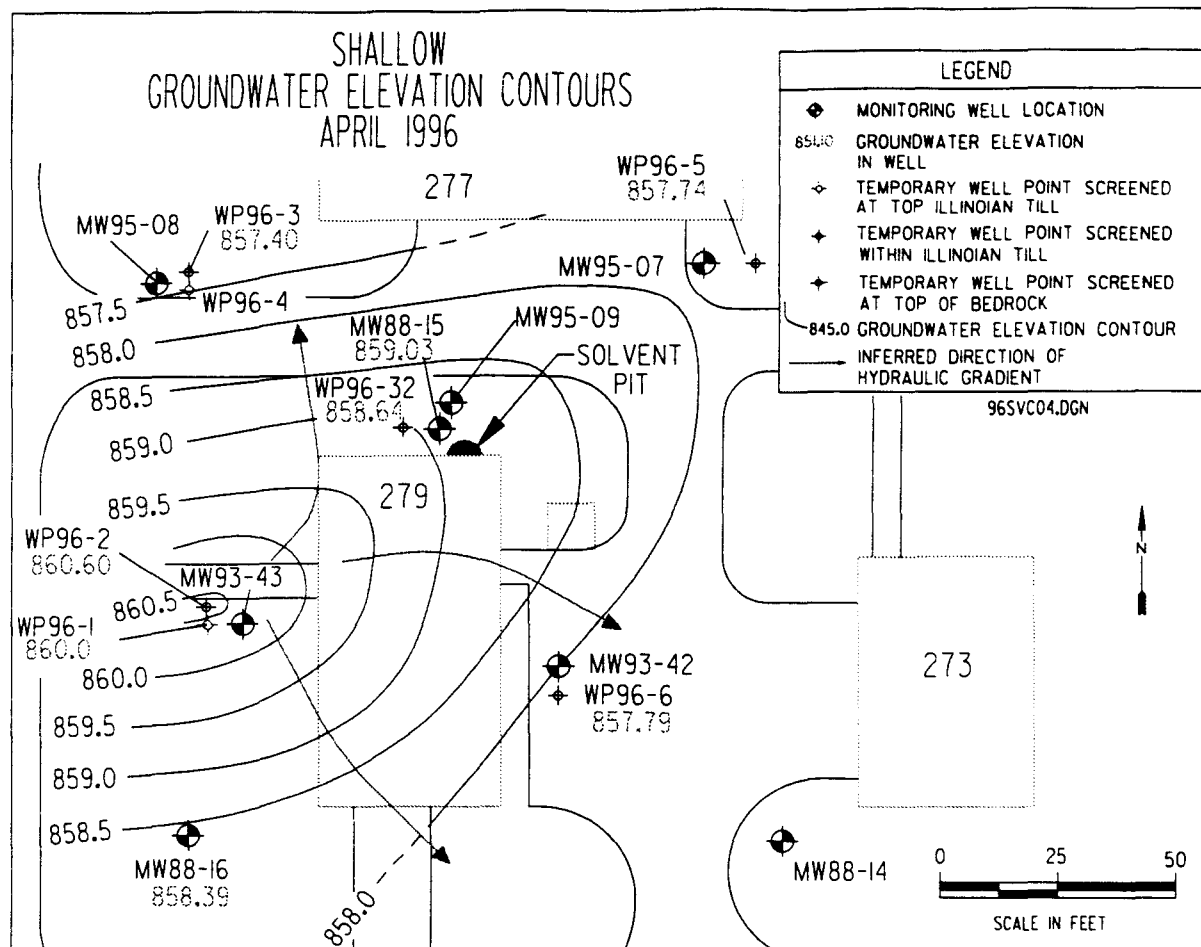 SHALLOW
GROUNDWATER ELEVATION CONTOURS
APRIL 1996
LEGEND
MONITORING WELL LOCATION
851.10 GROUNDWATER ELEVATION
IN WELL
TEMPORARY WELL POINT SCREENED
AT TOP ILLINOIAN TILL
TEMPORARY WELL POINT SCREENED
WITHIN ILLINOIAN TILL
TEMPORARY WELL POINT SCREENED
AT TOP OF BEDROCK
845.0 GROUNDWATER ELEVATION CONTOUR
INFERRED DIRECTION OF
HYDRAULIC GRADIENT
96SVC04.DGN
277
WP96-5
857.74
WP96-3
857.40
MW95-08
WP96-4
MW95-07
857.5
858.0
MW88-15
859.03
MW95-09
SOLVENT
PIT
WP96-32
858.64
858.5
859.0
279
859.5
WP96-2
860.60
MW93-43
860.5
WP96-1
860.0
860.0
MW93-42
WP96-6
857.79
273
859.5
859.0
858.5
MW88-16
858.39
858.0
MW88-14
N
0 25 50
SCALE IN FEET